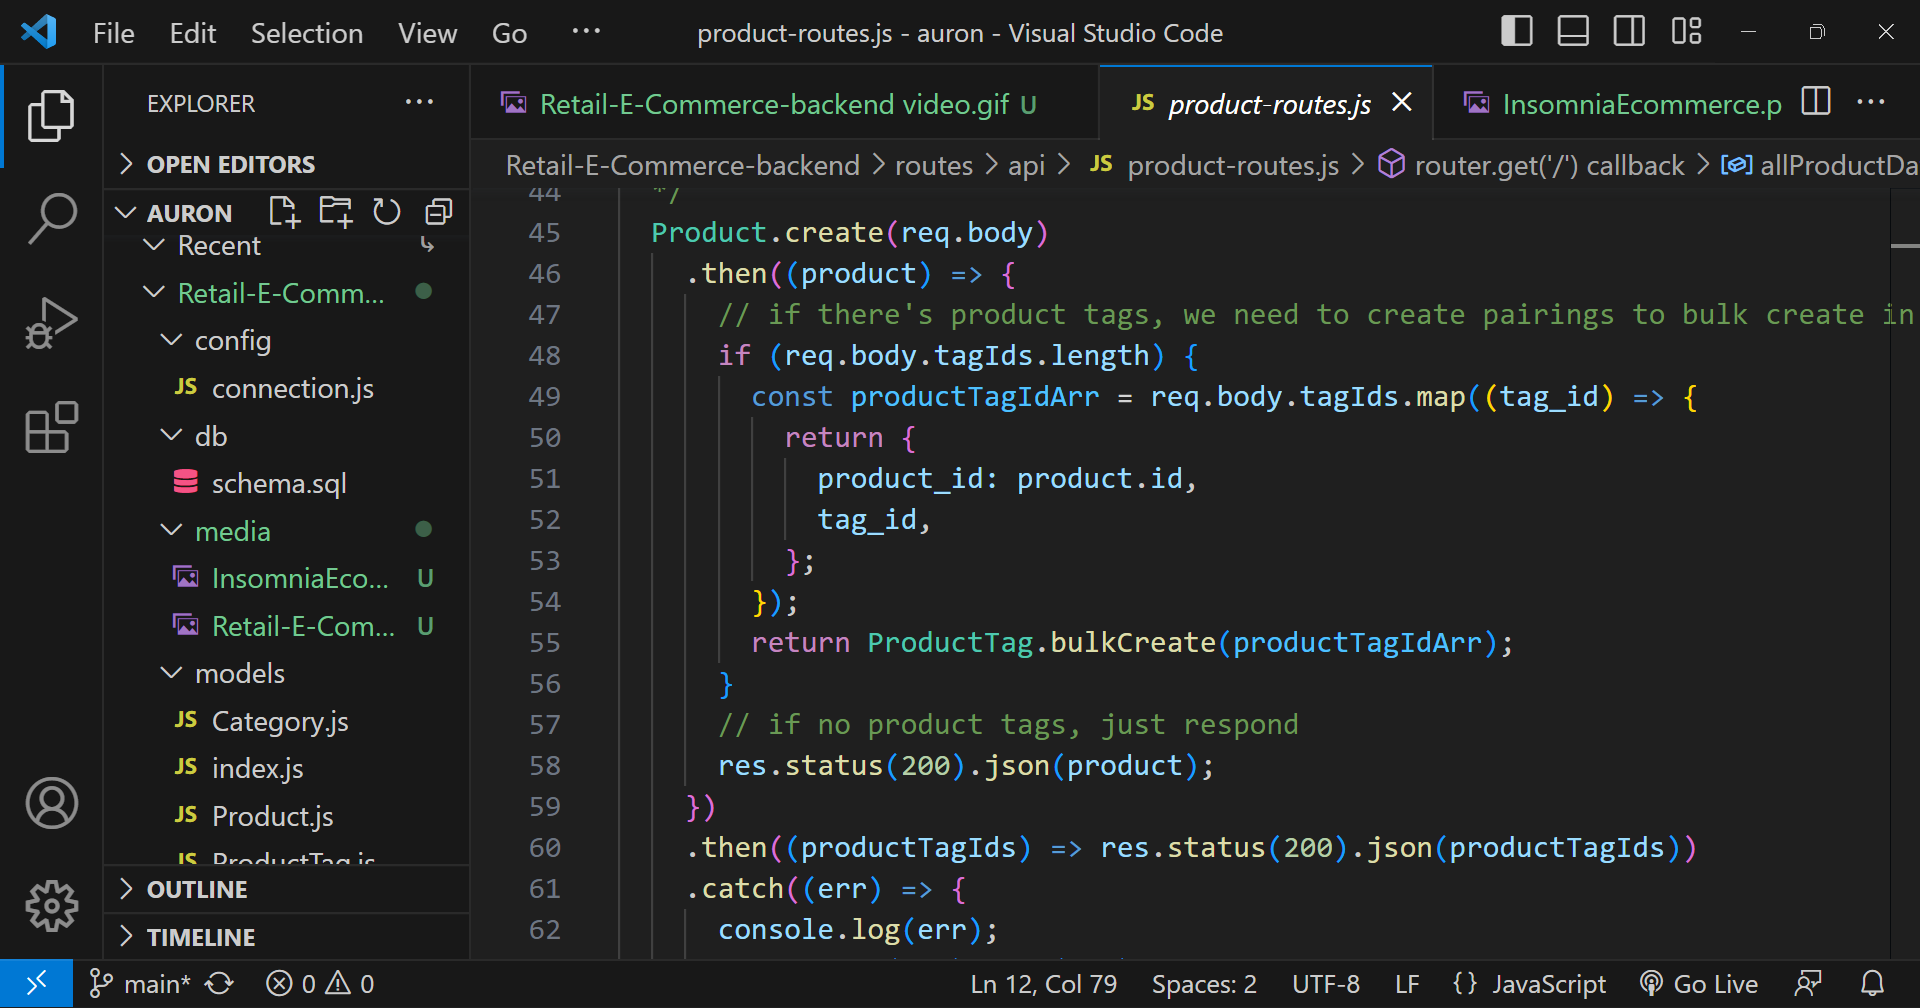 File Edit Selection View Go ··· product-routes.js - auron - Visual Studio Code
EXPLORER ···
Retail-E-Commerce-backend video.gif U
JS product-routes.js
InsomniaEcommerce.p ···
OPEN EDITORS
Retail-E-Commerce-backend > routes > api > JS product-routes.js > router.get('/') callback > allProductDa
AURON
Recent
Retail-E-Comm...
config
JS connection.js
db
schema.sql
media
InsomniaEco... U
Retail-E-Com... U
models
JS Category.js
JS index.js
JS Product.js
JS ProductTag.js
OUTLINE
TIMELINE
44 */
45 Product.create(req.body)
46 .then((product) => {
47 // if there's product tags, we need to create pairings to bulk create in
48 if (req.body.tagIds.length) {
49 const productTagIdArr = req.body.tagIds.map((tag_id) => {
50 return {
51 product_id: product.id,
52 tag_id,
53 };
54 });
55 return ProductTag.bulkCreate(productTagIdArr);
56 }
57 // if no product tags, just respond
58 res.status(200).json(product);
59 })
60 .then((productTagIds) => res.status(200).json(productTagIds))
61 .catch((err) => {
62 console.log(err);
main* 0 0 Ln 12, Col 79 Spaces: 2 UTF-8 LF {} JavaScript Go Live